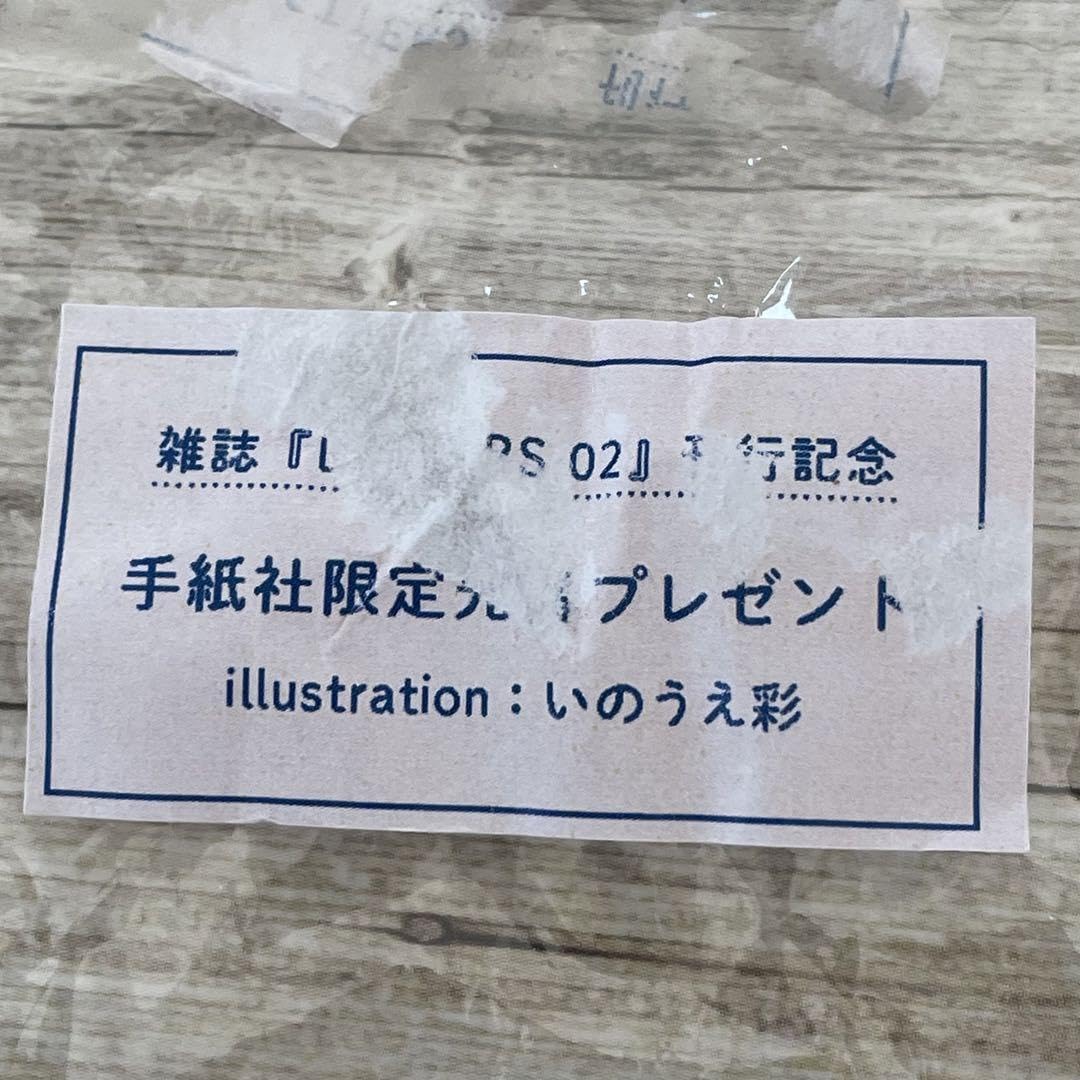 雑誌『L RS 02』 行記念
手紙社限定 プレゼント
illustration：いのうえ彩